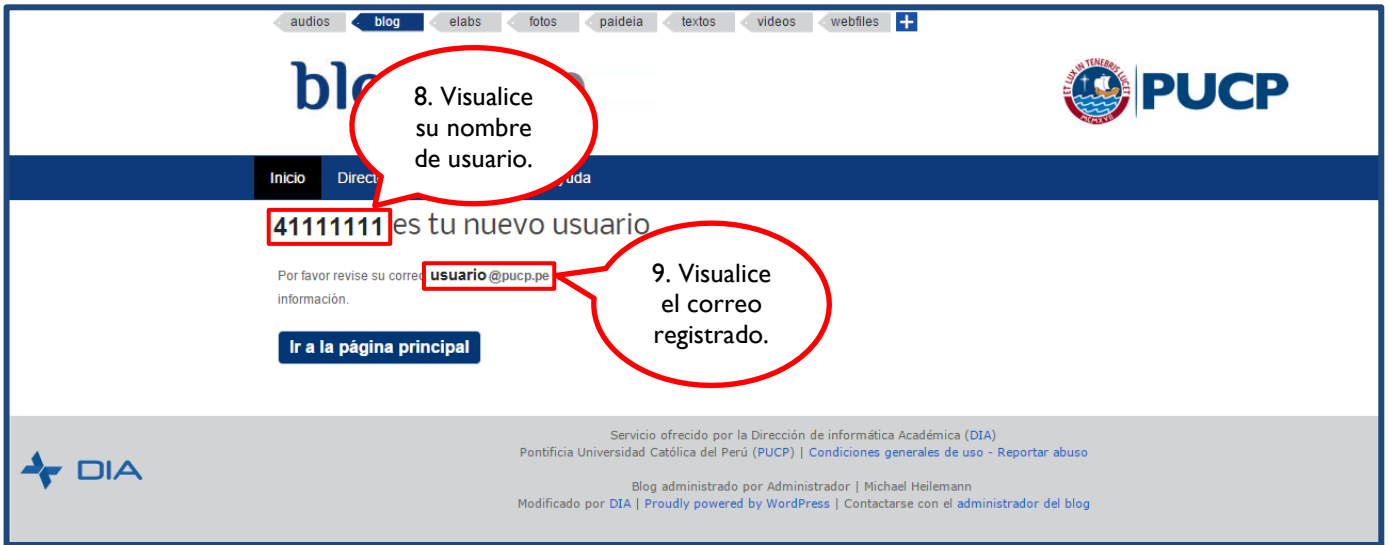 audios blog elabs fotos paideia textos videos webfiles +
ET LUX IN TENEBRIS LUCET
MCMXVII
PUCP
8. Visualice
su nombre
de usuario.
Inicio
41111111 es tu nuevo usuario
Por favor revise su correo usuario@pucp.pe
información.
9. Visualice
el correo
registrado.
Ir a la página principal
Servicio ofrecido por la Dirección de informática Académica (DIA)
Pontificia Universidad Católica del Perú (PUCP) | Condiciones generales de uso - Reportar abuso
DIA
Blog administrado por Administrador | Michael Heilemann
Modificado por DIA | Proudly powered by WordPress | Contactarse con el administrador del blog